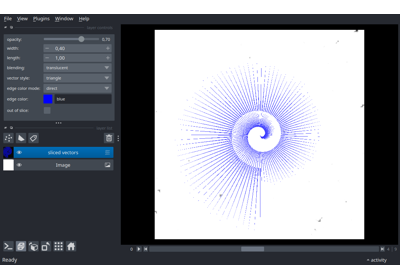 File View Plugins Window Help
opacity: 0.75
width: 0.40
length: 1.00
blending: translucent
vector style: triangle
edge color mode: direct
edge color: blue
out of slice:
sliced vectors
Image
Ready
activity